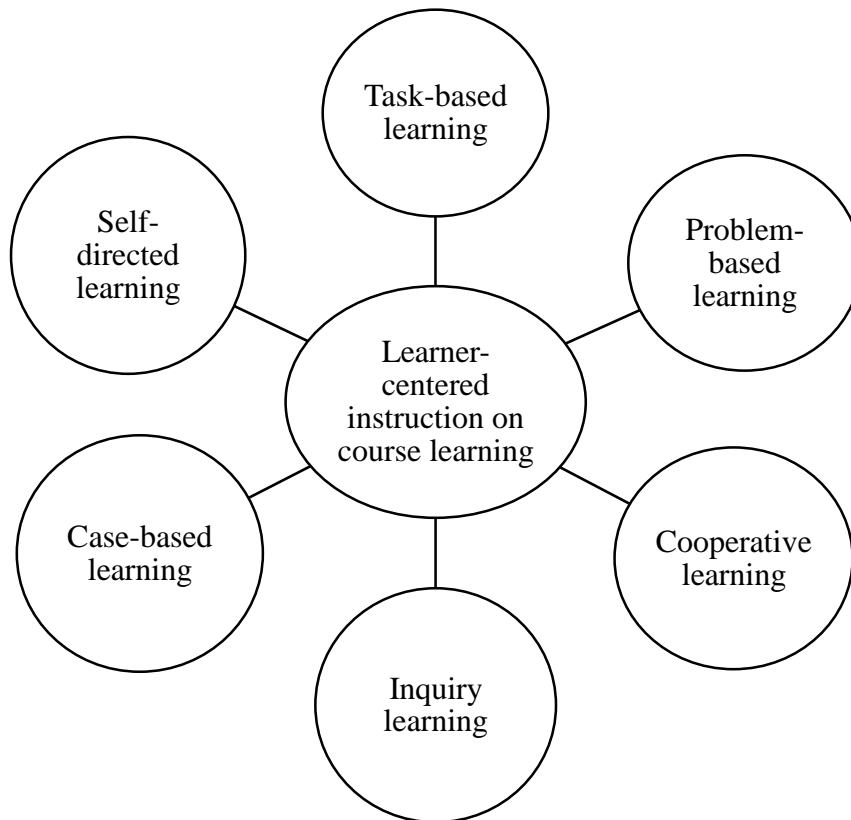 Task-based
learning
Self-
directed
learning
Problem-
based
learning
Learner-
centered
instruction on
course learning
Case-based
learning
Cooperative
learning
Inquiry
learning